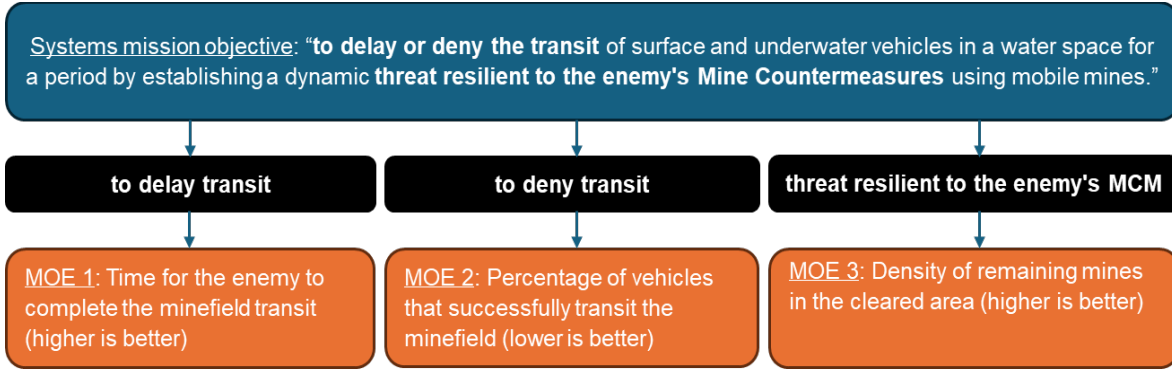 Systems mission objective: “to delay or deny the transit of surface and underwater vehicles in a water space for
a period by establishing a dynamic threat resilient to the enemy's Mine Countermeasures using mobile mines.”
to delay transit
to deny transit
threat resilient to the enemy's MCM
MOE 1: Time for the enemy to
complete the minefield transit
(higher is better)
MOE 2: Percentage of vehicles
that successfully transit the
minefield (lower is better)
MOE 3: Density of remaining mines
in the cleared area (higher is better)